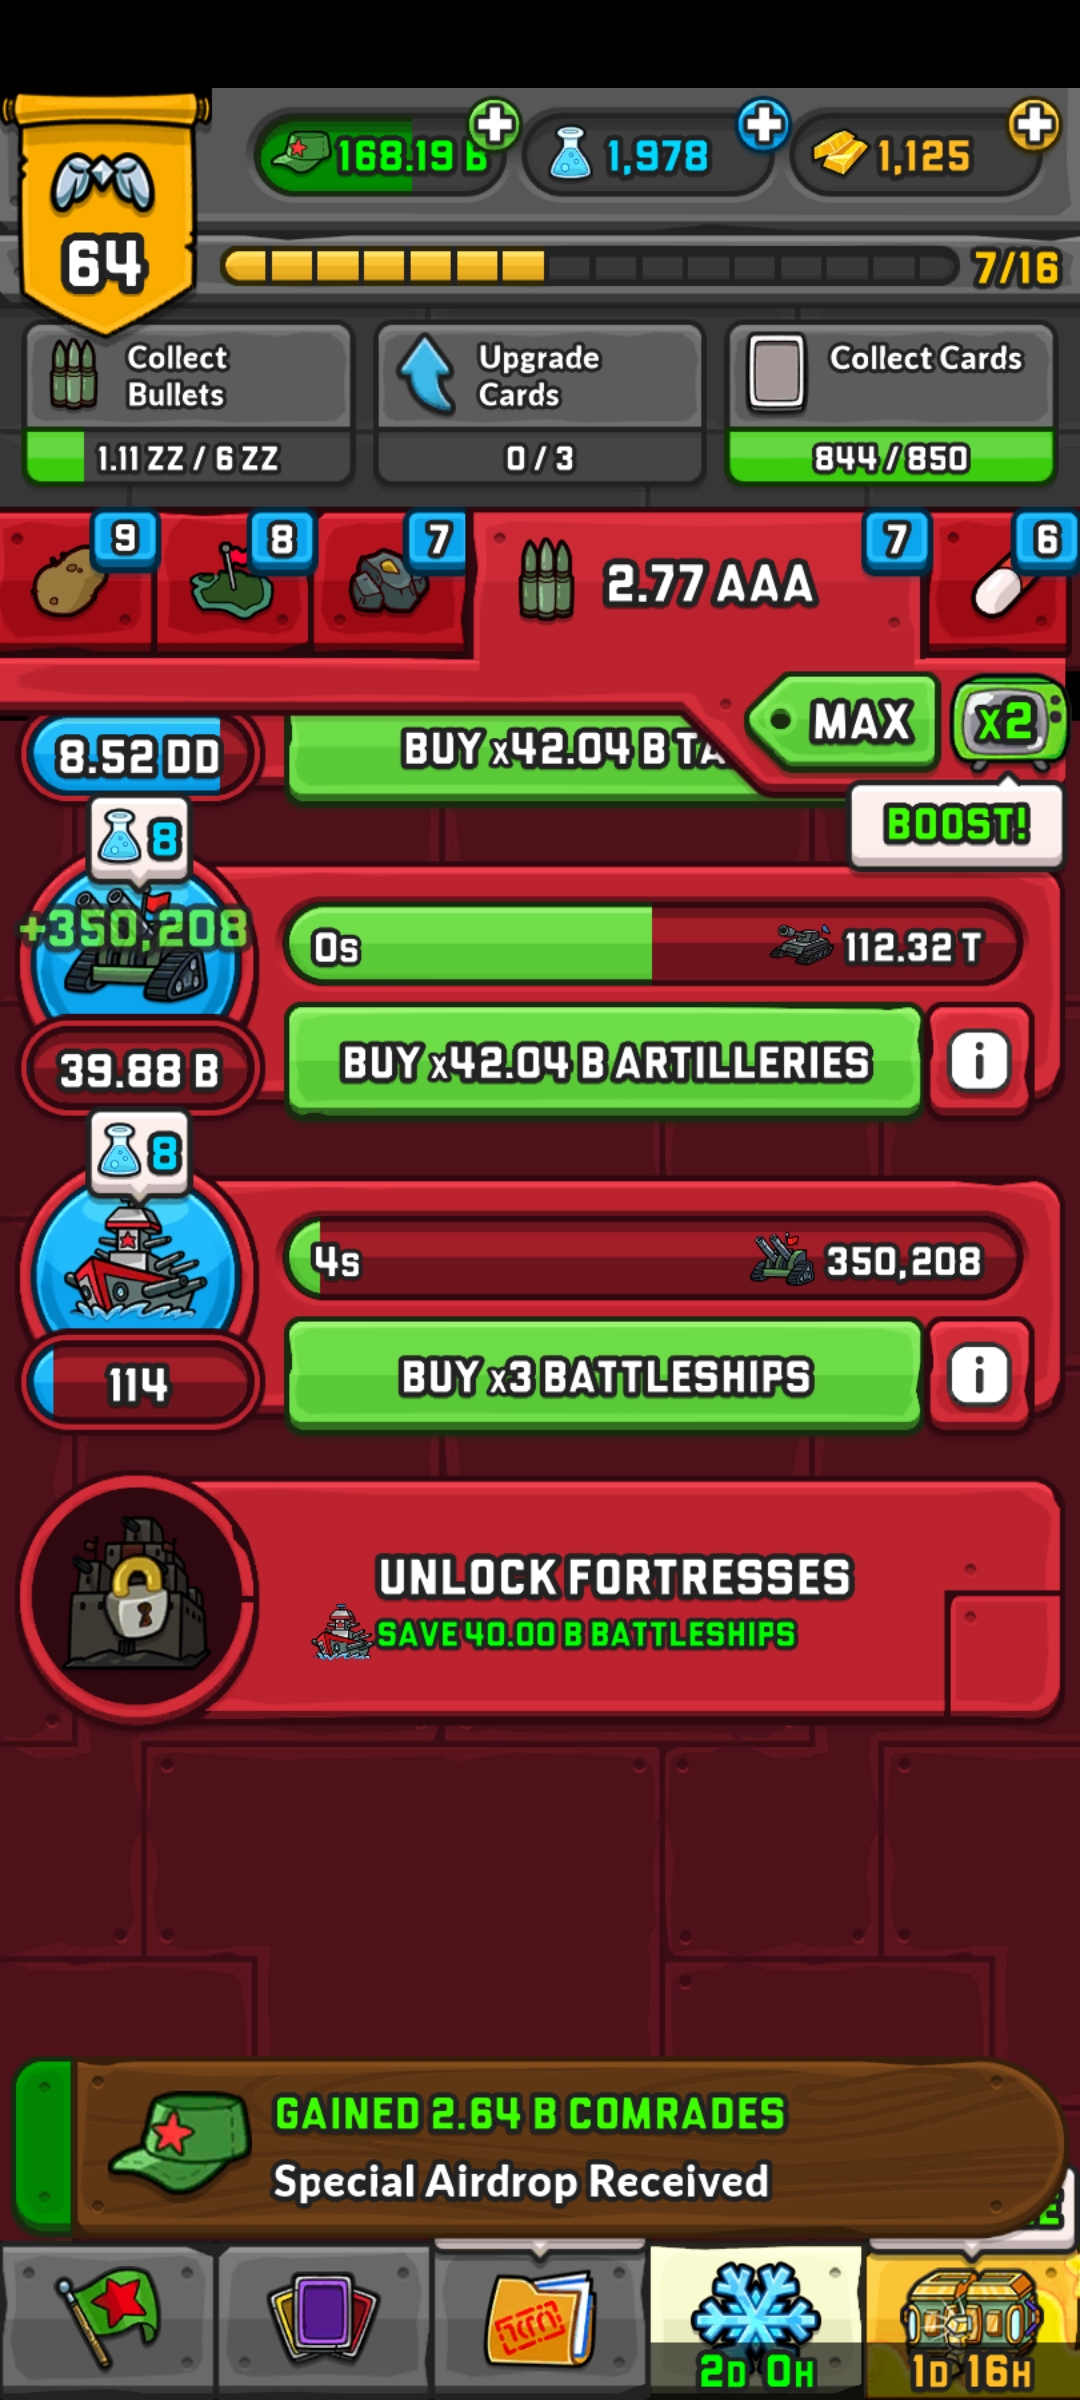 64
168.19 B
1,978
1,125
7/16
Collect
Bullets
1.11 ZZ / 6 ZZ
Upgrade
Cards
0 / 3
Collect Cards
844 / 850
9
8
7
2.77 AAA
7
6
MAX
x2
BOOST!
8.52 DD
BUY x42.04 B TA
8
+350,208
0s
112.32 T
39.88 B
BUY x42.04 B ARTILLERIES
i
8
4s
350,208
114
BUY x3 BATTLESHIPS
i
UNLOCK FORTRESSES
SAVE 40.00 B BATTLESHIPS
GAINED 2.64 B COMRADES
Special Airdrop Received
2D 0H
1D 16H